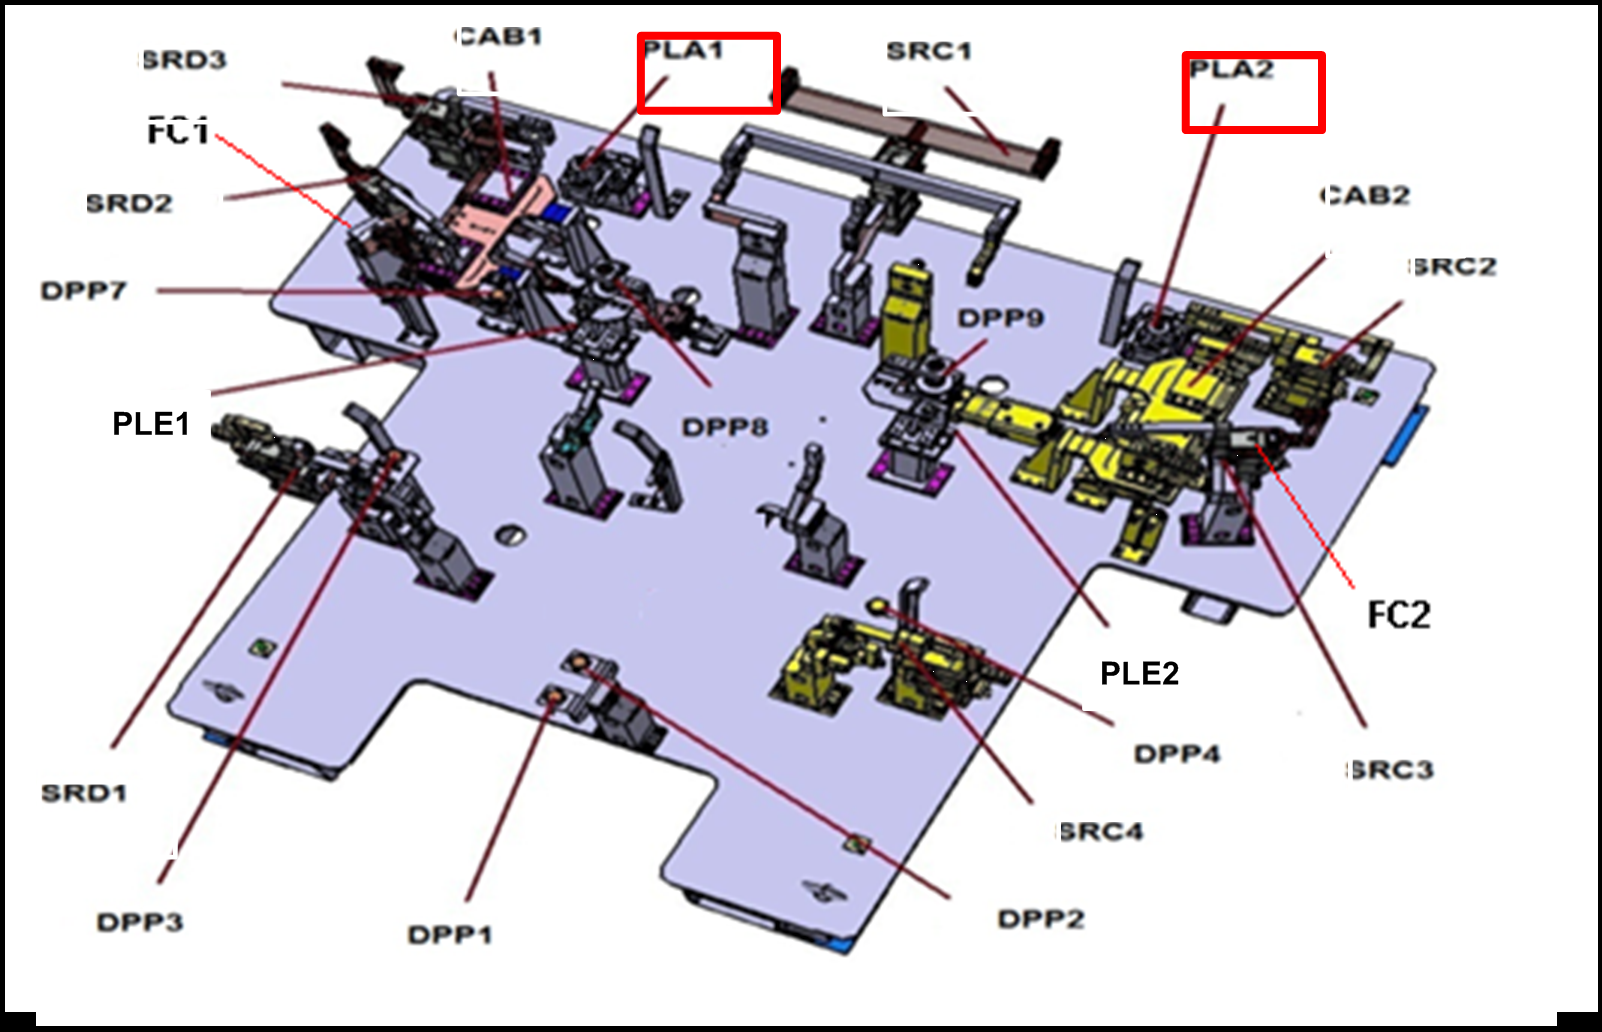 CAB1
PLA1
SRC1
SRD3
PLA2
FC1
CAB2
SRD2
SRC2
DPP7
DPP9
PLE1
DPP8
FC2
PLE2
DPP4
SRC3
SRD1
SRC4
DPP3
DPP2
DPP1